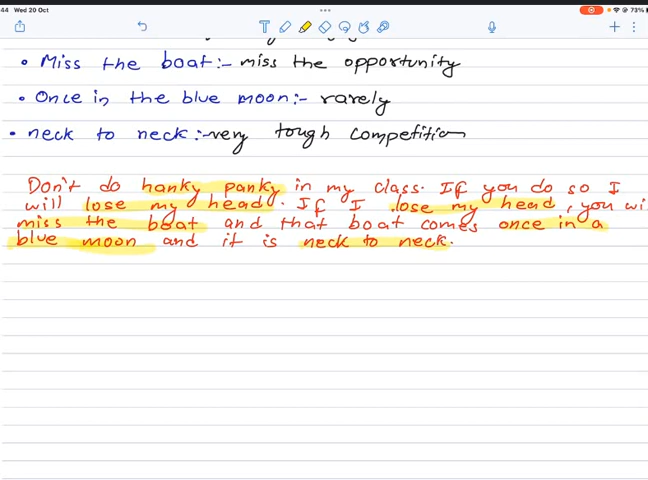 44 Wed 20 Oct
73%
• Miss the boat:- miss the opportunity
• Once in the blue moon:- rarely
• neck to neck:- very tough competition
Don't do hanky panky in my class. If you do so I
will lose my head. If I lose my head, you wi
miss the boat and that boat comes once in a
blue moon and it is neck to neck.